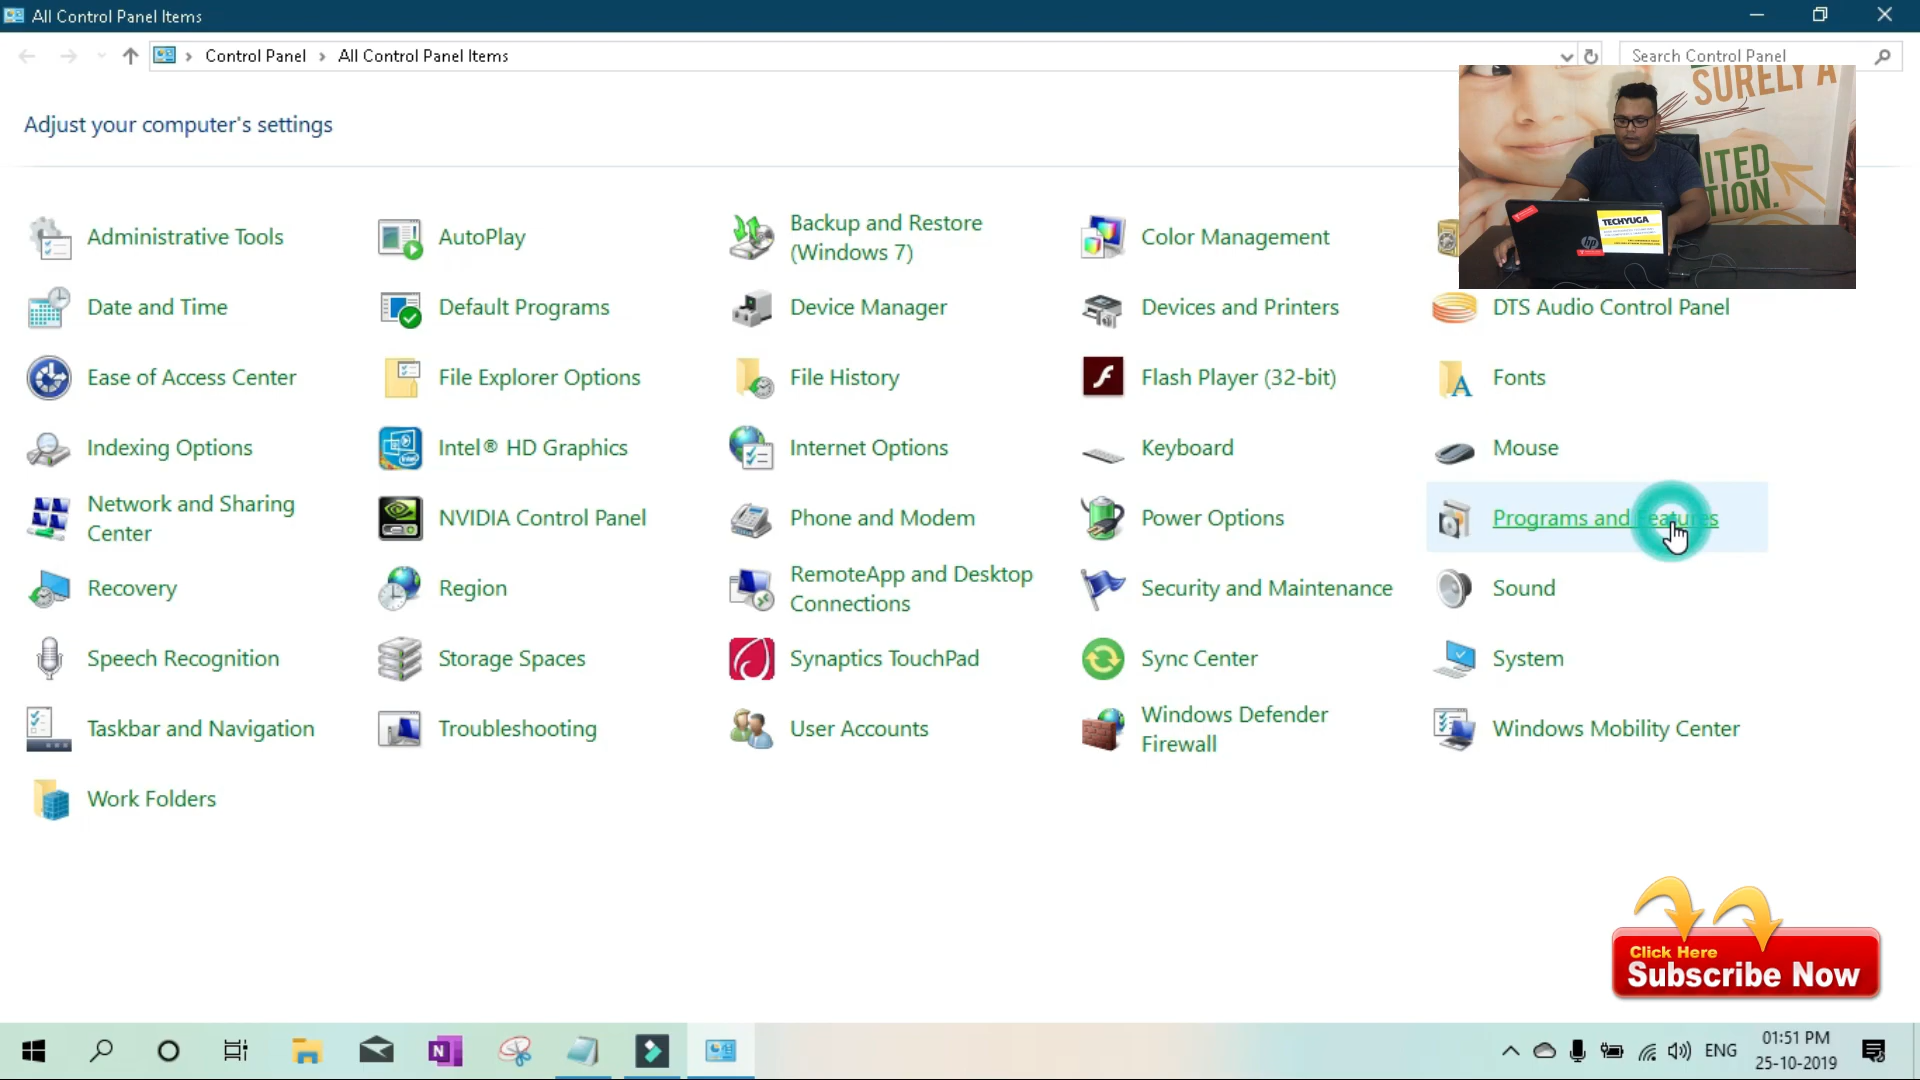 All Control Panel Items
Control Panel
All Control Panel Items
Search Control Panel
Adjust your computer's settings
SURELY A
ITED
TION.
TECHYUGA
hp
Administrative Tools
AutoPlay
Backup and Restore
(Windows 7)
Color Management
Date and Time
Default Programs
Device Manager
Devices and Printers
DTS Audio Control Panel
Ease of Access Center
File Explorer Options
File History
Flash Player (32-bit)
Fonts
Indexing Options
Intel® HD Graphics
Internet Options
Keyboard
Mouse
Network and Sharing
Center
NVIDIA Control Panel
Phone and Modem
Power Options
Programs and Features
Recovery
Region
RemoteApp and Desktop
Connections
Security and Maintenance
Sound
Speech Recognition
Storage Spaces
Synaptics TouchPad
Sync Center
System
Taskbar and Navigation
Troubleshooting
User Accounts
Windows Defender
Firewall
Windows Mobility Center
Work Folders
Click Here
Subscribe Now
ENG
01:51 PM
25-10-2019